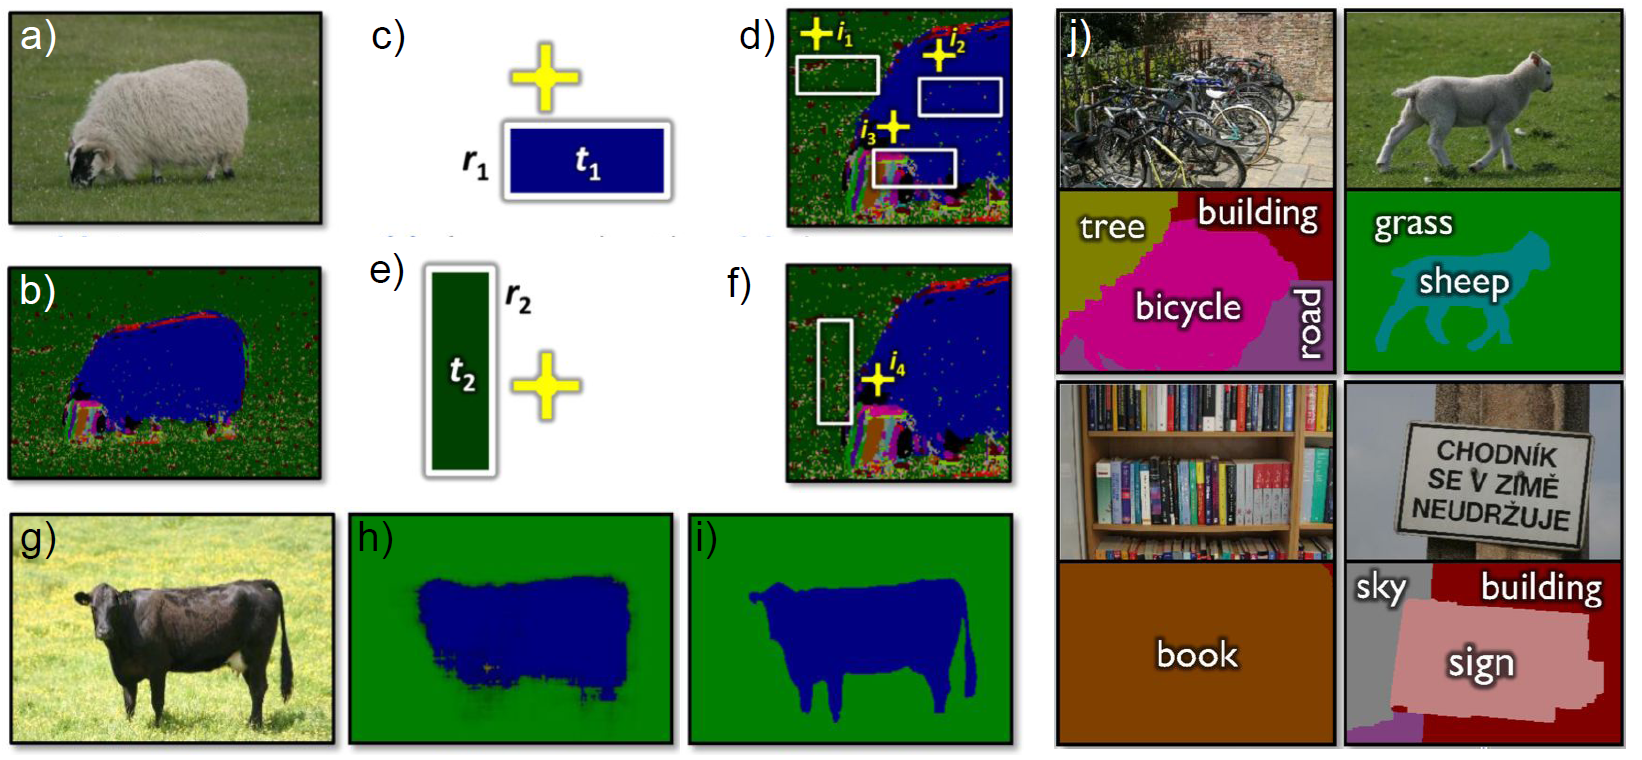 a)
c)
r1
t1
d)
i1
i2
i3
b)
e)
r2
t2
f)
i4
g)
h)
i)
j)
tree
building
bicycle
road
grass
sheep
book
CHODNÍK
SE V ZÍMĚ
NEUDRŽUJE
sky
building
sign